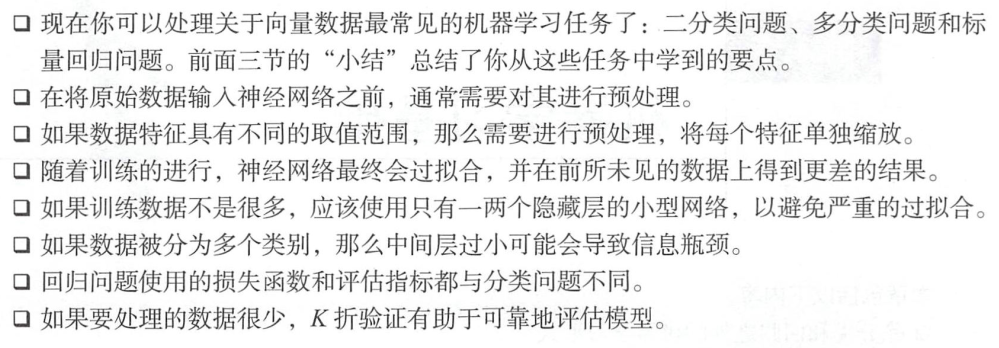 ❑ 现在你可以处理关于向量数据最常见的机器学习任务了：二分类问题、多分类问题和标
量回归问题。前面三节的“小结”总结了你从这些任务中学到的要点。
❑ 在将原始数据输入神经网络之前，通常需要对其进行预处理。
❑ 如果数据特征具有不同的取值范围，那么需要进行预处理，将每个特征单独缩放。
❑ 随着训练的进行，神经网络最终会过拟合，并在前所未见的数据上得到更差的结果。
❑ 如果训练数据不是很多，应该使用只有一两个隐藏层的小型网络，以避免严重的过拟合。
❑ 如果数据被分为多个类别，那么中间层过小可能会导致信息瓶颈。
❑ 回归问题使用的损失函数和评估指标都与分类问题不同。
❑ 如果要处理的数据很少，K 折验证有助于可靠地评估模型。